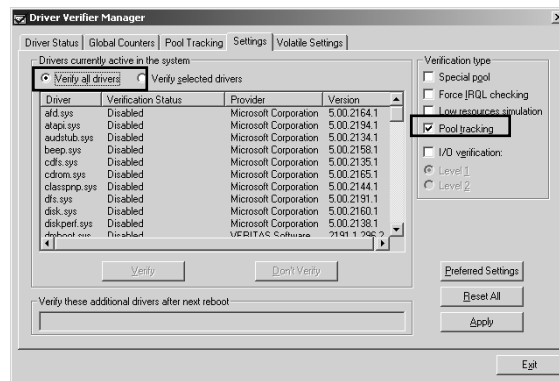 Driver Verifier Manager
Driver Status Global Counters Pool Tracking Settings Volatile Settings
Drivers currently active in the system
Verify all drivers Verify selected drivers
Driver Verification Status Provider Version
afd.sys Disabled Microsoft Corporation 5.00.2164.1
atapi.sys Disabled Microsoft Corporation 5.00.2194.1
audstub.sys Disabled Microsoft Corporation 5.00.2134.1
beep.sys Disabled Microsoft Corporation 5.00.2158.1
cdfs.sys Disabled Microsoft Corporation 5.00.2135.1
cdrom.sys Disabled Microsoft Corporation 5.00.2165.1
classpnp.sys Disabled Microsoft Corporation 5.00.2144.1
dfs.sys Disabled Microsoft Corporation 5.00.2191.1
disk.sys Disabled Microsoft Corporation 5.00.2160.1
diskperf.sys Disabled Microsoft Corporation 5.00.2138.1
dmboot.sys Disabled VERITAS Software 2191.1.296.2
Verify Don't Verify
Verify these additional drivers after next reboot
Verification type
Special pool
Force IRQL checking
Low resources simulation
Pool tracking
I/O verification:
Level 1
Level 2
Preferred Settings
Reset All
Apply
Exit